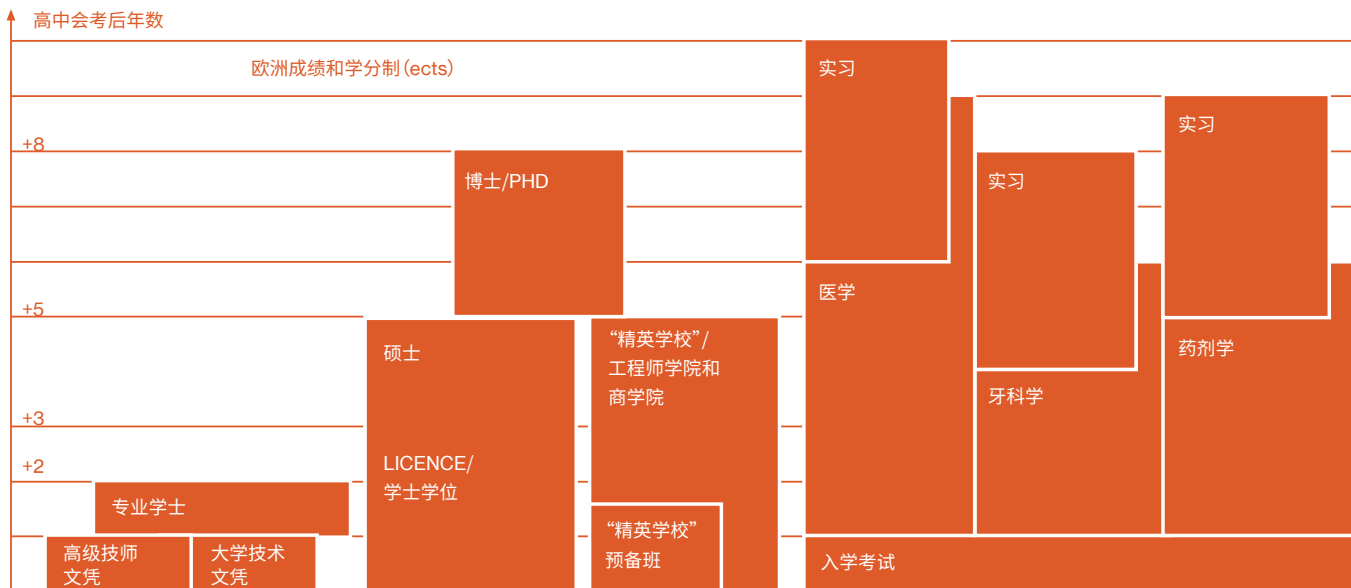 高中会考后年数
欧洲成绩和学分制(ects)
+8
+5
+3
+2
博士/PHD
硕士
LICENCE/
学士学位
专业学士
高级技师
文凭
大学技术
文凭
“精英学校”/
工程师学院和
商学院
“精英学校”
预备班
实习
医学
实习
牙科学
实习
药剂学
入学考试